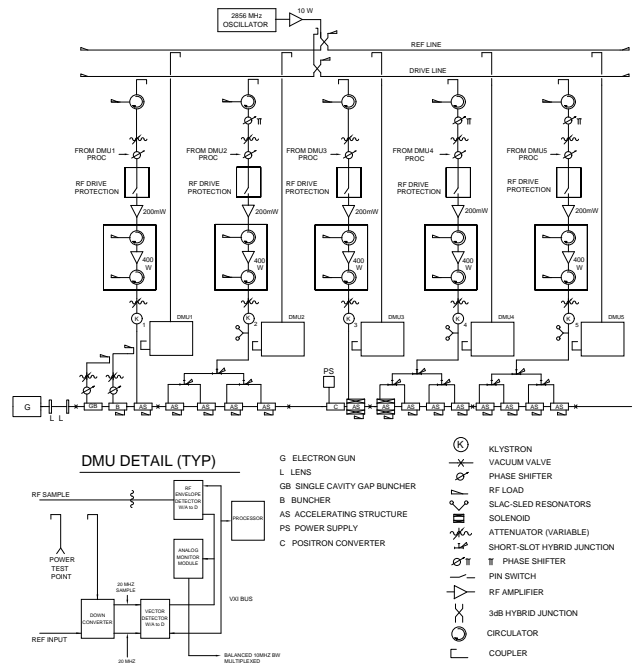 2856 MHz
OSCILLATOR
10 W
REF LINE
DRIVE LINE
FROM DMU1
PROC
FROM DMU2
PROC
FROM DMU3
PROC
FROM DMU4
PROC
FROM DMU5
PROC
π
π
π
RF DRIVE
PROTECTION
RF DRIVE
PROTECTION
RF DRIVE
PROTECTION
RF DRIVE
PROTECTION
RF DRIVE
PROTECTION
200mW
200mW
200mW
200mW
200mW
400
W
400
W
400
W
400
W
400
W
K 1 DMU1
K 2 DMU2
K 3 DMU3
K 4 DMU4
K 5 DMU5
PS
G
L L
GB B AS AS AS AS AS C AS AS AS AS AS AS AS AS AS
DMU DETAIL (TYP)
RF SAMPLE
POWER
TEST
POINT
RF
ENVELOPE
DETECTOR
W/A to D
PROCESSOR
ANALOG
MONITOR
MODULE
20 MHZ
SAMPLE
VXI BUS
DOWN
CONVERTER
VECTOR
DETECTOR
W/A to D
REF INPUT
20 MHZ
BALANCED 10MHZ BW
MULTIPLEXED
G ELECTRON GUN
L LENS
GB SINGLE CAVITY GAP BUNCHER
B BUNCHER
AS ACCELERATING STRUCTURE
PS POWER SUPPLY
C POSITRON CONVERTER
K KLYSTRON
VACUUM VALVE
PHASE SHIFTER
RF LOAD
SLAC-SLED RESONATORS
SOLENOID
ATTENUATOR (VARIABLE)
SHORT-SLOT HYBRID JUNCTION
π π PHASE SHIFTER
PIN SWITCH
RF AMPLIFIER
3dB HYBRID JUNCTION
CIRCULATOR
COUPLER